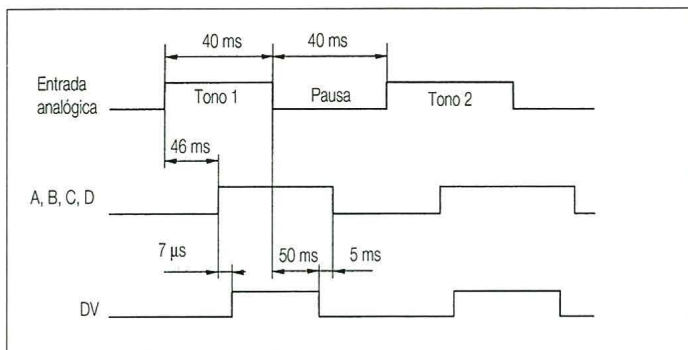 40 ms 40 ms
Entrada
analógica
Tono 1 Pausa Tono 2
46 ms
A, B, C, D
7 µs 50 ms 5 ms
DV